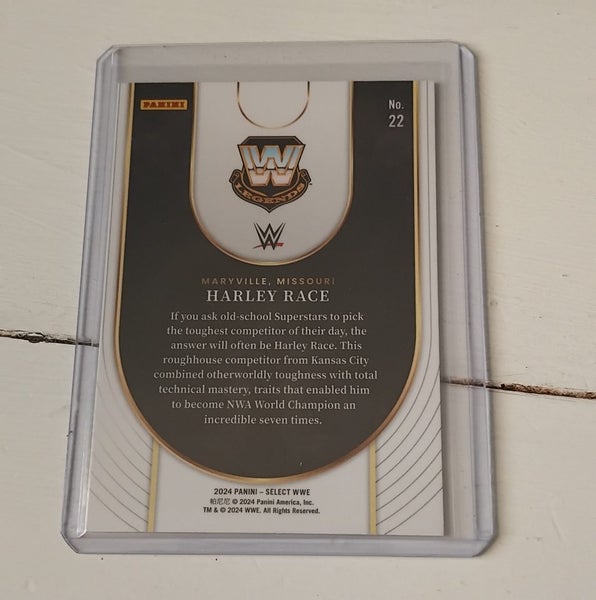 PANINI
No.
22
W
LEGENDS
W
MARYVILLE, MISSOURI
HARLEY RACE
If you ask old-school Superstars to pick
the toughest competitor of their day, the
answer will often be Harley Race. This
roughhouse competitor from Kansas City
combined otherworldly toughness with total
technical mastery, traits that enabled him
to become NWA World Champion an
incredible seven times.
2024 PANINI – SELECT WWE
帕尼尼 © 2024 Panini America, Inc.
TM & © 2024 WWE. All Rights Reserved.